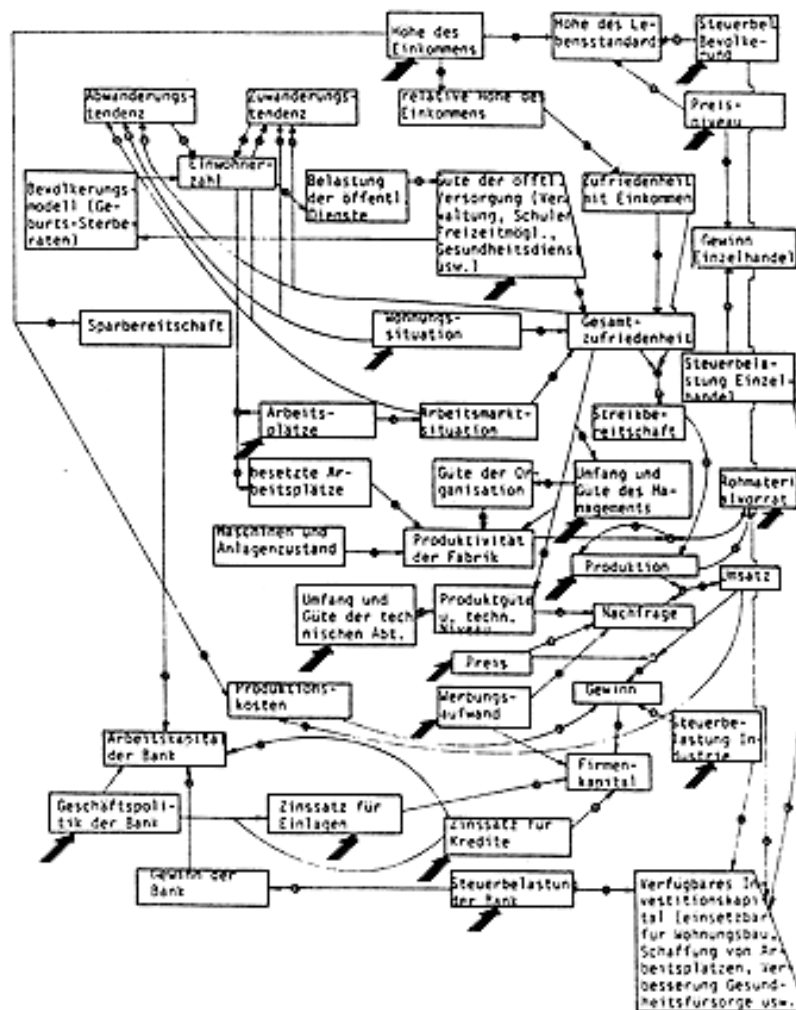 Höhe des
Einkommens
Höhe des Le-
bensstandard
Steuerbel
Bevölke-
rung
Abwanderungs-
tendenz
Zuwanderungs-
tendenz
relative Höhe des
Einkommens
Preis-
niveau
Einwohner-
zahl
Bevölkerungs-
modell (Ge-
burts-Sterbe-
raten)
Belastung
der öffentl.
Dienste
Güte der öfftl.
Versorgung (Ver
waltung, Schulen
Freizeitmögl.,
Gesundheitsdienst
usw.)
Zufriedenheit
mit Einkommen
Gewinn
Einzelhandel
Sparbereitschaft
Wohnungs-
situation
Gesamt-
zufriedenheit
Steuerbela-
stung Einzel-
handel
Arbeits-
plätze
Arbeitsmarkt-
situation
Streikbe-
reitschaft
besetzte Ar-
beitsplätze
Güte der Or-
ganisation
Umfang und
Güte des Ma-
nagements
Rohmateri
alvorrat
Maschinen und
Anlagenzustand
Produktivität
der Fabrik
Produktion
Umsatz
Umfang und
Güte der tech
nischen Abt.
Produktgüte
u. techn.
Niveau
Nachfrage
Preis
Produktions-
kosten
Werbungs-
aufwand
Gewinn
Steuerbe-
lastung In-
dustrie
Arbeitskapital
der Bank
Firmen-
kapital
Geschäftspoli-
tik der Bank
Zinssatz für
Einlagen
Zinssatz für
Kredite
Gewinn der
Bank
Steuerbelastun
der Bank
Verfügbares In
vestitionskapi
tal (einsetzbar
für Wohnungsbau,
Schaffung von Ar-
beitsplätzen, Ver
besserung Gesund-
heitsfürsorge usw.